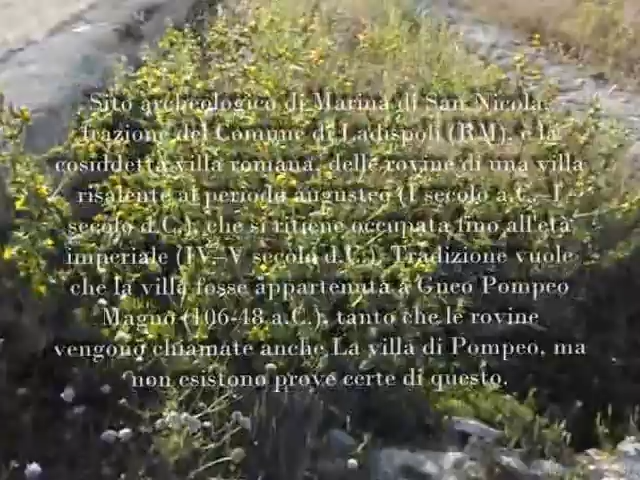 Sito archeologico di Marina di San Nicola,
frazione del Comune di Ladispoli (RM), e la
cosiddetta villa romana, delle rovine di una villa
risalente al periodo augusteo (I secolo a.C.–I
secolo d.C.), che si ritiene occupata fino all'età
imperiale (IV–V secolo d.C.). Tradizione vuole
che la villa fosse appartenuta a Gneo Pompeo
Magno (106-48 a.C.), tanto che le rovine
vengono chiamate anche La villa di Pompeo, ma
non esistono prove certe di questo.